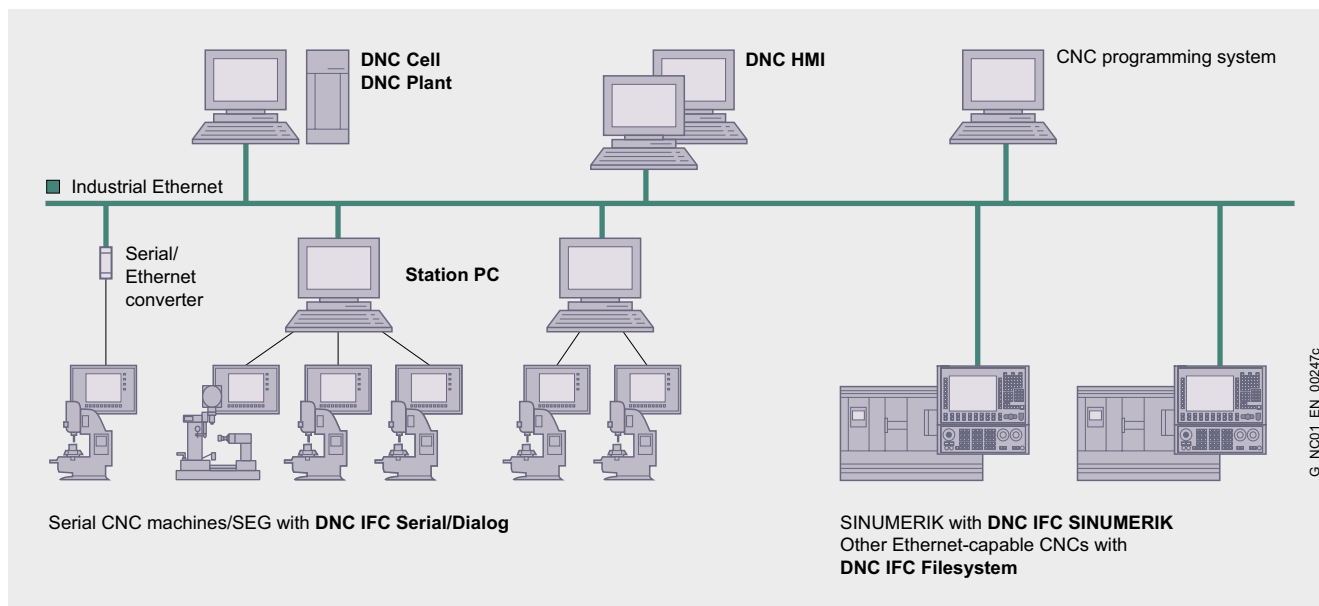 DNC Cell
DNC Plant
DNC HMI
CNC programming system
Industrial Ethernet
Serial/
Ethernet
converter
Station PC
Serial CNC machines/SEG with DNC IFC Serial/Dialog
SINUMERIK with DNC IFC SINUMERIK
Other Ethernet-capable CNCs with
DNC IFC Filesystem
G_NC01_EN_00247c